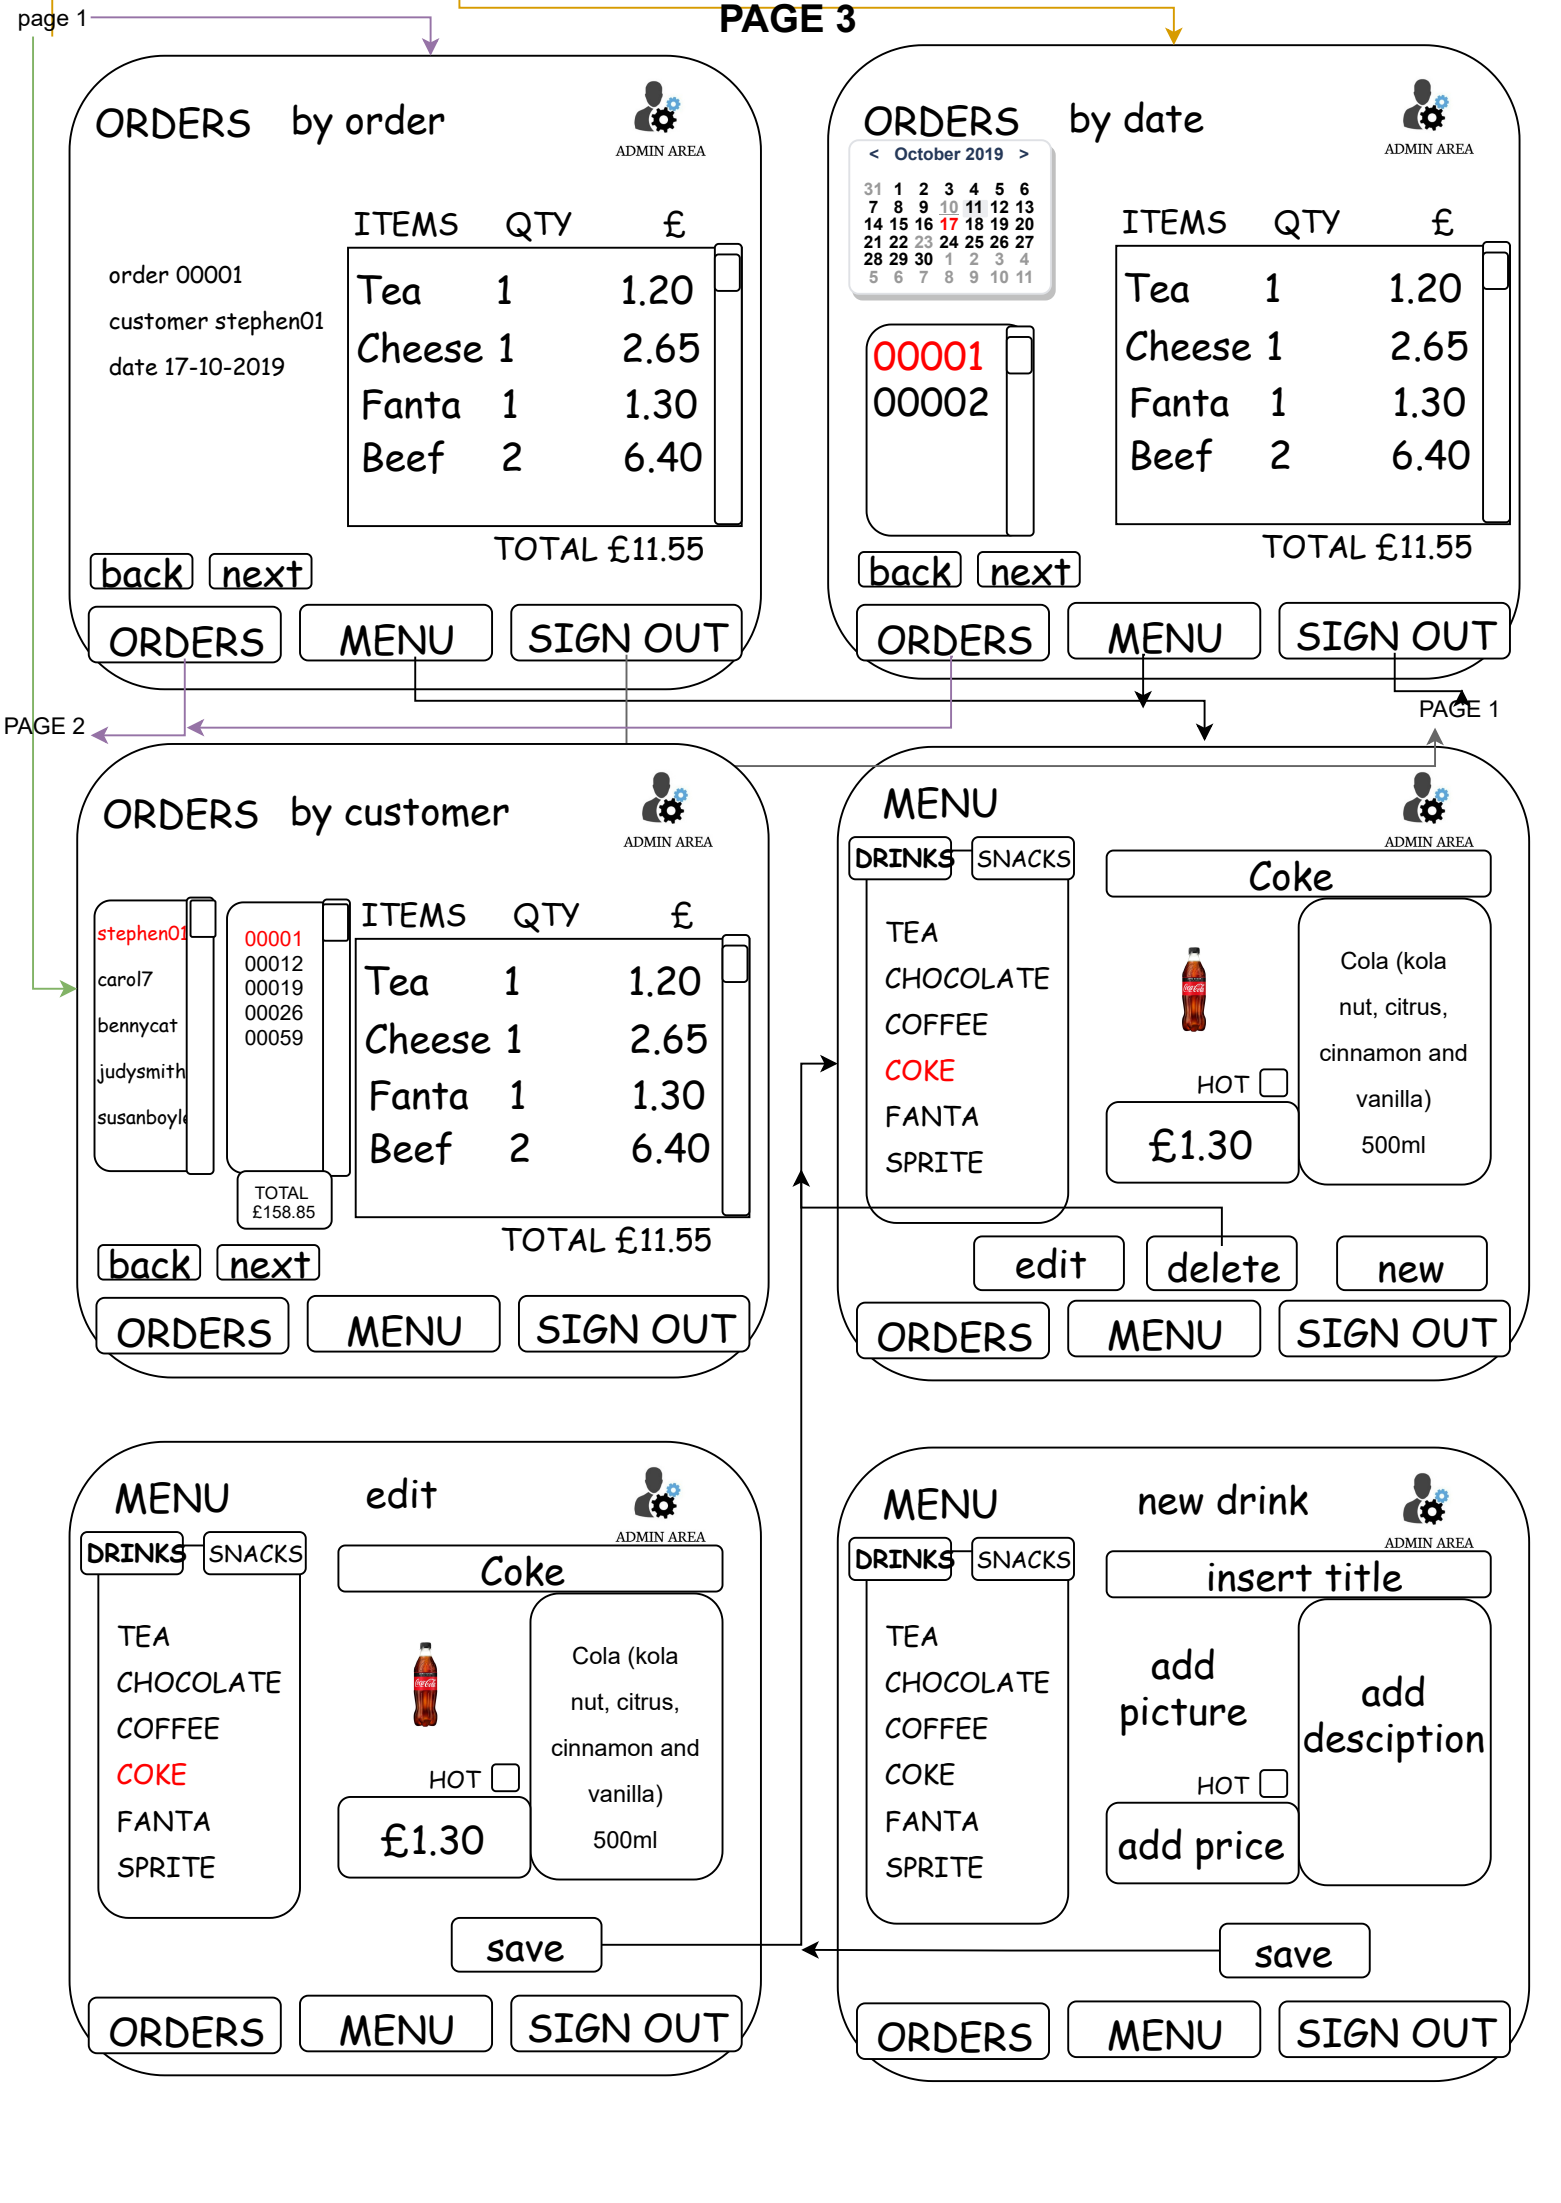 page 1
PAGE 3
ORDERS by order
ADMIN AREA
ITEMS QTY £
order 00001
customer stephen01
date 17-10-2019
Tea 1 1.20
Cheese 1 2.65
Fanta 1 1.30
Beef 2 6.40
TOTAL £11.55
back next
ORDERS MENU SIGN OUT
ORDERS by date
ADMIN AREA
< October 2019 >
31 1 2 3 4 5 6
7 8 9 10 11 12 13
14 15 16 17 18 19 20
21 22 23 24 25 26 27
28 29 30 1 2 3 4
5 6 7 8 9 10 11
ITEMS QTY £
00001
00002
Tea 1 1.20
Cheese 1 2.65
Fanta 1 1.30
Beef 2 6.40
TOTAL £11.55
back next
ORDERS MENU SIGN OUT
PAGE 2
PAGE 1
ORDERS by customer
ADMIN AREA
stephen01
carol7
bennycat
judysmith
susanboyle
00001
00012
00019
00026
00059
TOTAL
£158.85
ITEMS QTY £
Tea 1 1.20
Cheese 1 2.65
Fanta 1 1.30
Beef 2 6.40
TOTAL £11.55
back next
ORDERS MENU SIGN OUT
MENU
ADMIN AREA
DRINKS SNACKS
Coke
TEA
CHOCOLATE
COFFEE
COKE
FANTA
SPRITE
Coca-Cola
HOT
£1.30
Cola (kola
nut, citrus,
cinnamon and
vanilla)
500ml
edit delete new
ORDERS MENU SIGN OUT
MENU edit
ADMIN AREA
DRINKS SNACKS
Coke
TEA
CHOCOLATE
COFFEE
COKE
FANTA
SPRITE
Coca-Cola
HOT
£1.30
Cola (kola
nut, citrus,
cinnamon and
vanilla)
500ml
save
ORDERS MENU SIGN OUT
MENU new drink
ADMIN AREA
DRINKS SNACKS
insert title
TEA
CHOCOLATE
COFFEE
COKE
FANTA
SPRITE
add
picture
HOT
add price
add
desciption
save
ORDERS MENU SIGN OUT